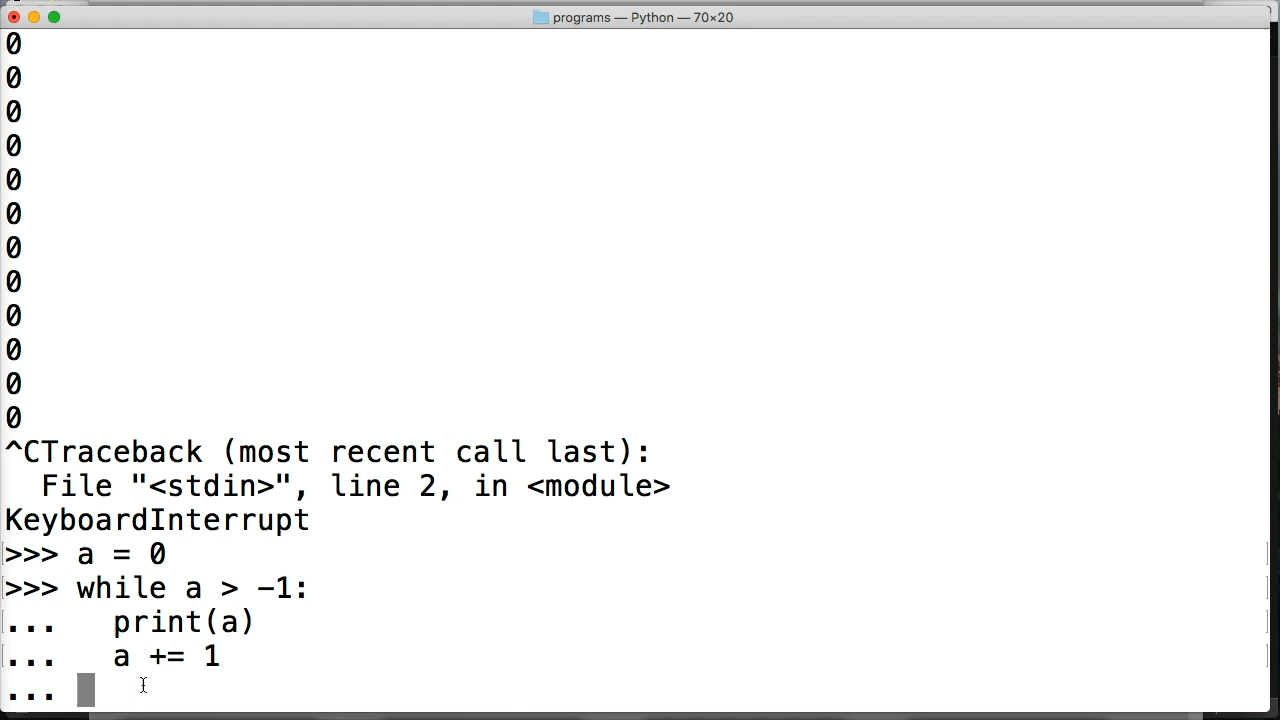 programs — Python — 70×20
0
0
0
0
0
0
0
0
0
0
0
0
^CTraceback (most recent call last):
  File "<stdin>", line 2, in <module>
KeyboardInterrupt
>>> a = 0
>>> while a > -1:
...   print(a)
...   a += 1
...